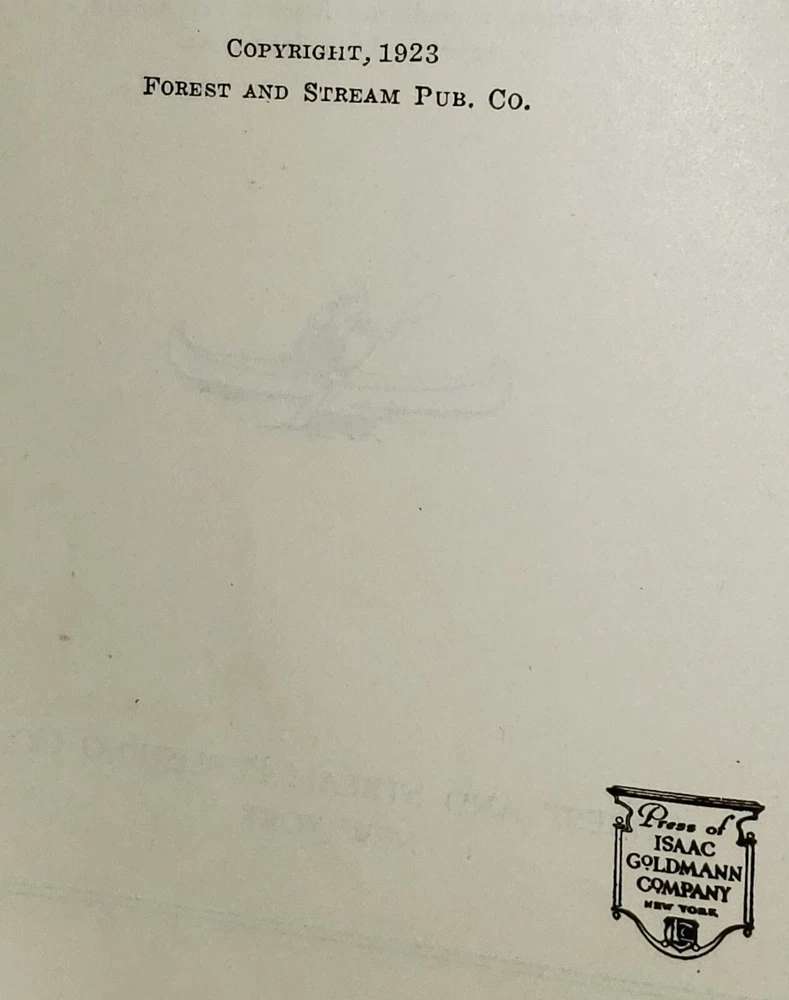 COPYRIGHT, 1923
FOREST AND STREAM PUB. CO.
Press of
ISAAC
GOLDMANN
COMPANY
NEW YORK